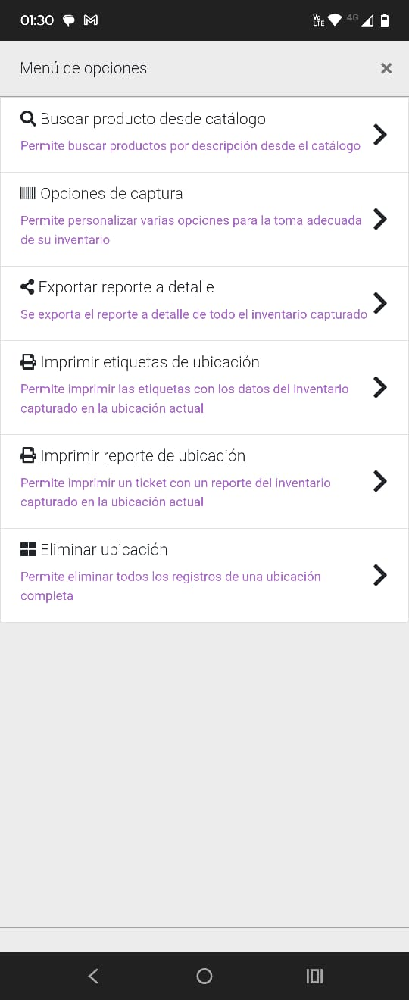 01:30 Vo LTE 4G
Menú de opciones ×
Buscar producto desde catálogo
Permite buscar productos por descripción desde el catálogo
Opciones de captura
Permite personalizar varias opciones para la toma adecuada
de su inventario
Exportar reporte a detalle
Se exporta el reporte a detalle de todo el inventario capturado
Imprimir etiquetas de ubicación
Permite imprimir las etiquetas con los datos del inventario
capturado en la ubicación actual
Imprimir reporte de ubicación
Permite imprimir un ticket con un reporte del inventario
capturado en la ubicación actual
Eliminar ubicación
Permite eliminar todos los registros de una ubicación
completa